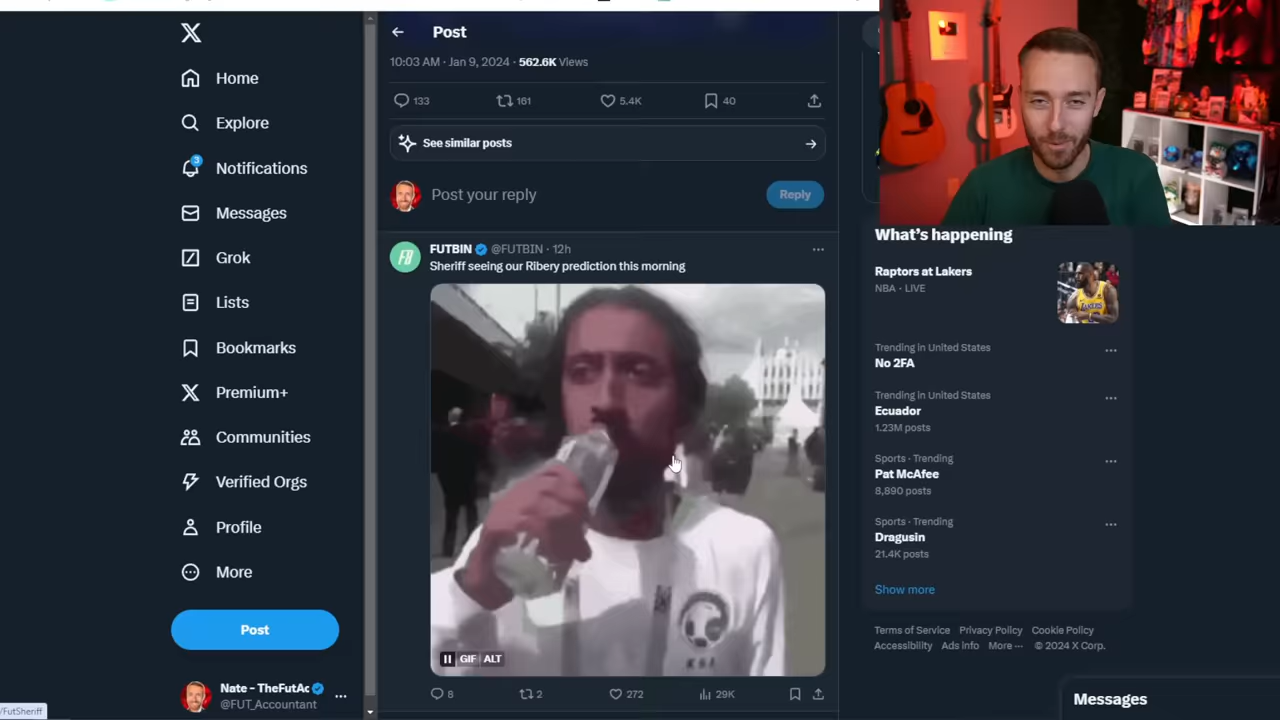 Home
Explore
3
Notifications
Messages
Grok
Lists
Bookmarks
Premium+
Communities
Verified Orgs
Profile
More
Post
Nate - TheFutAc
@FUT_Accountant
/FutSheriff
Post
10:03 AM · Jan 9, 2024 · 562.6K Views
133 161 5.4K 40
See similar posts
Post your reply
Reply
FB
FUTBIN @FUTBIN · 12h
Sheriff seeing our Ribery prediction this morning
KSA
GIF ALT
8 2 272 29K
What's happening
Raptors at Lakers
NBA · LIVE
Trending in United States
No 2FA
Trending in United States
Ecuador
1.23M posts
Sports · Trending
Pat McAfee
8,890 posts
Sports · Trending
Dragusin
21.4K posts
Show more
Terms of Service Privacy Policy Cookie Policy
Accessibility Ads info More ··· © 2024 X Corp.
Messages